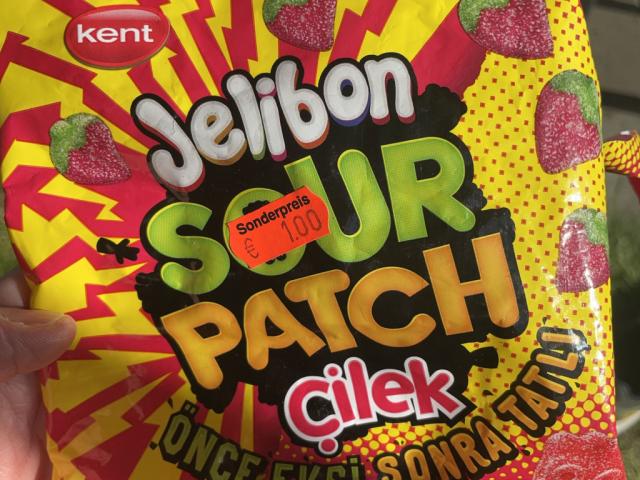 kent
Jelibon
SOUR
Sonderpreis
€ 1.00
PATCH
Çilek
ÖNCE EKŞİ SONRA TATLI